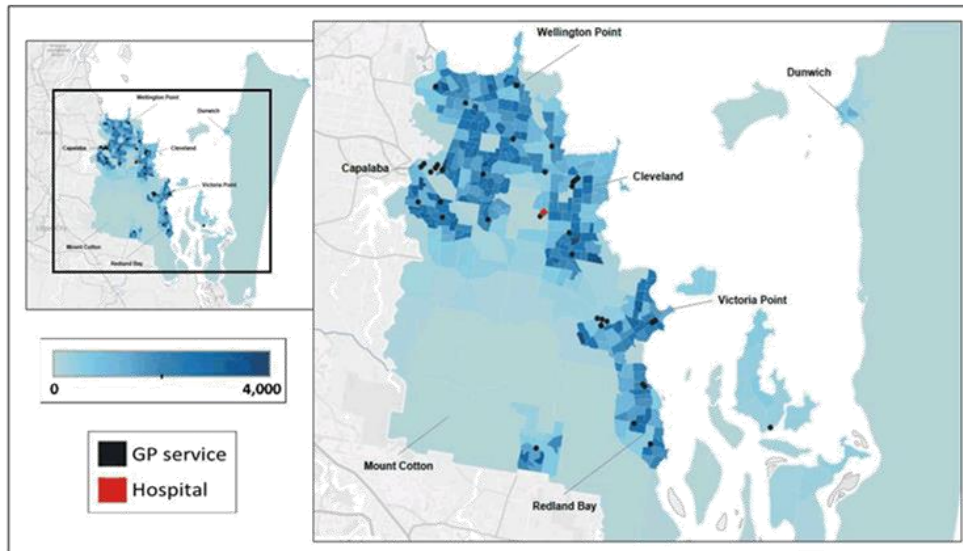 Wellington Point
Dunwich
Capalaba
Cleveland
Victoria Point
Mount Cotton
Redland Bay
0
4,000
GP service
Hospital
Wellington Point
Dunwich
Capalaba
Cleveland
Victoria Point
Mount Cotton
Redland Bay